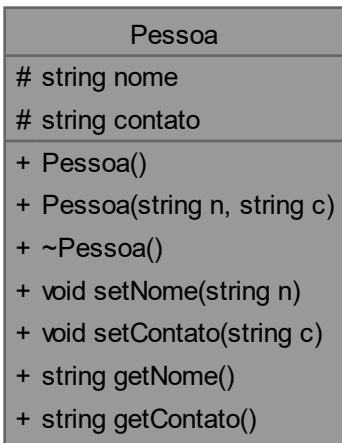 Pessoa
# string nome
# string contato
+ Pessoa()
+ Pessoa(string n, string c)
+ ~Pessoa()
+ void setNome(string n)
+ void setContato(string c)
+ string getNome()
+ string getContato()